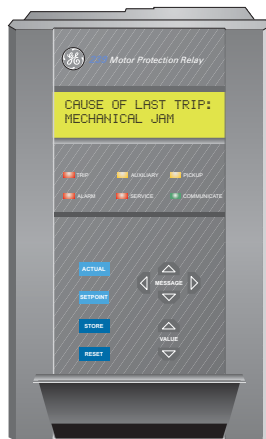 Motor Protection Relay
CAUSE OF LAST TRIP:
MECHANICAL JAM
TRIP AUXILIARY PICKUP
ALARM SERVICE COMMUNICATE
ACTUAL
SETPOINT
MESSAGE
STORE
VALUE
RESET